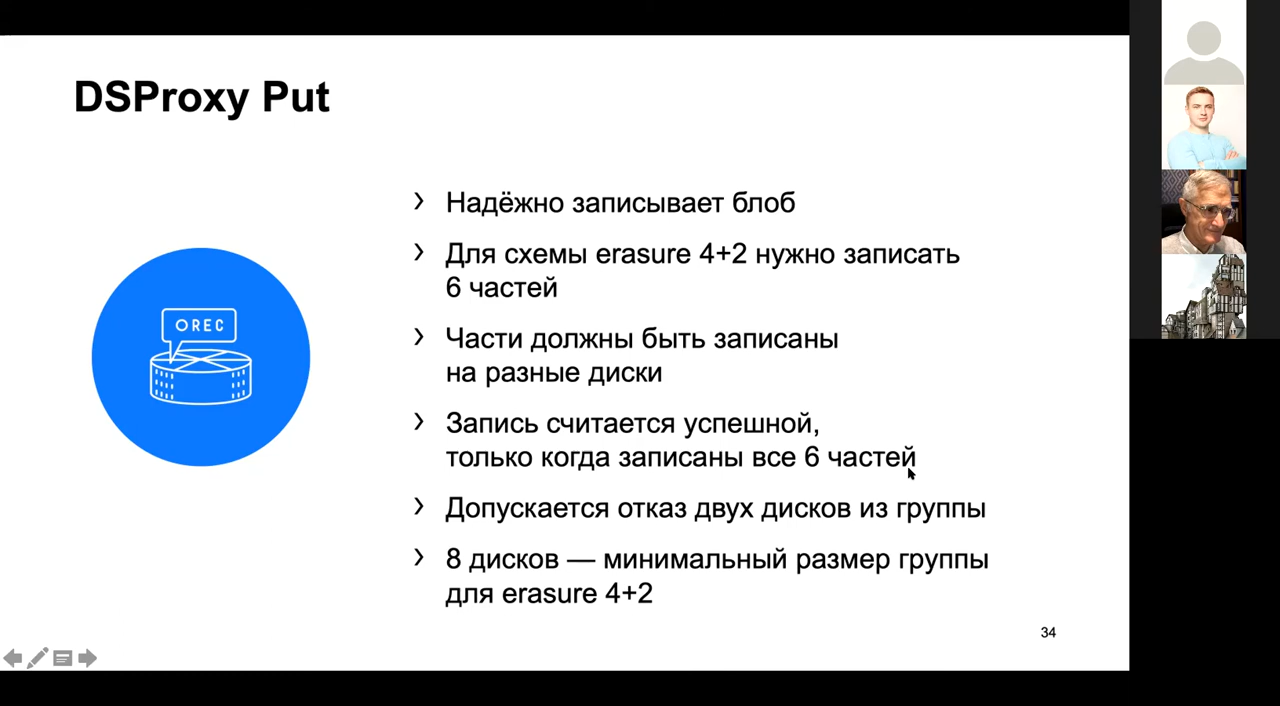 DSProxy Put
Надёжно записывает блоб
Для схемы erasure 4+2 нужно записать
6 частей
Части должны быть записаны
на разные диски
Запись считается успешной,
только когда записаны все 6 частей
Допускается отказ двух дисков из группы
8 дисков — минимальный размер группы
для erasure 4+2
OREC
34